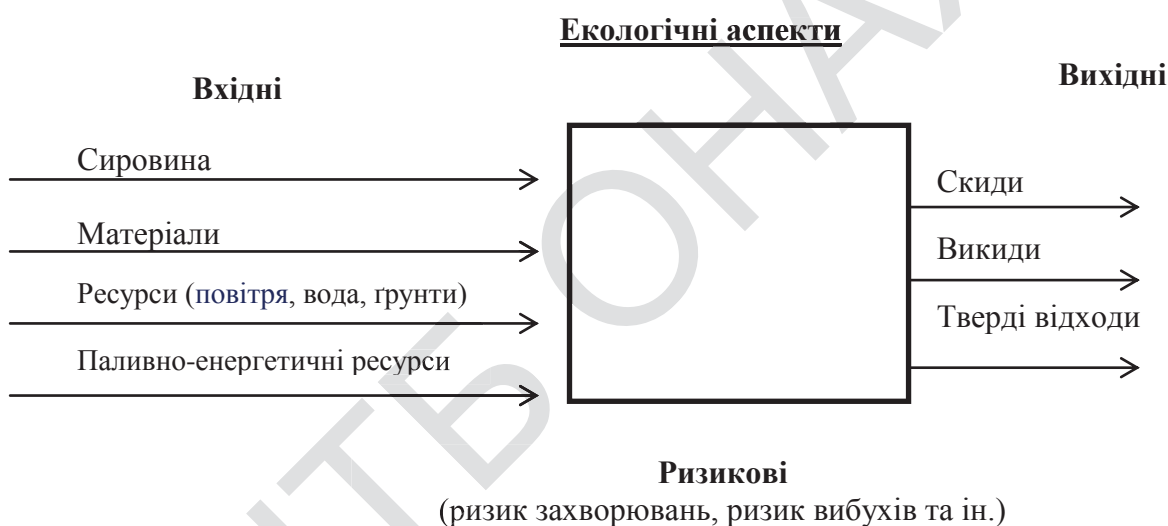 Екологічні аспекти
Вхідні
Вихідні
Сировина
Матеріали
Ресурси (повітря, вода, ґрунти)
Паливно-енергетичні ресурси
Скиди
Викиди
Тверді відходи
Ризикові
(ризик захворювань, ризик вибухів та ін.)